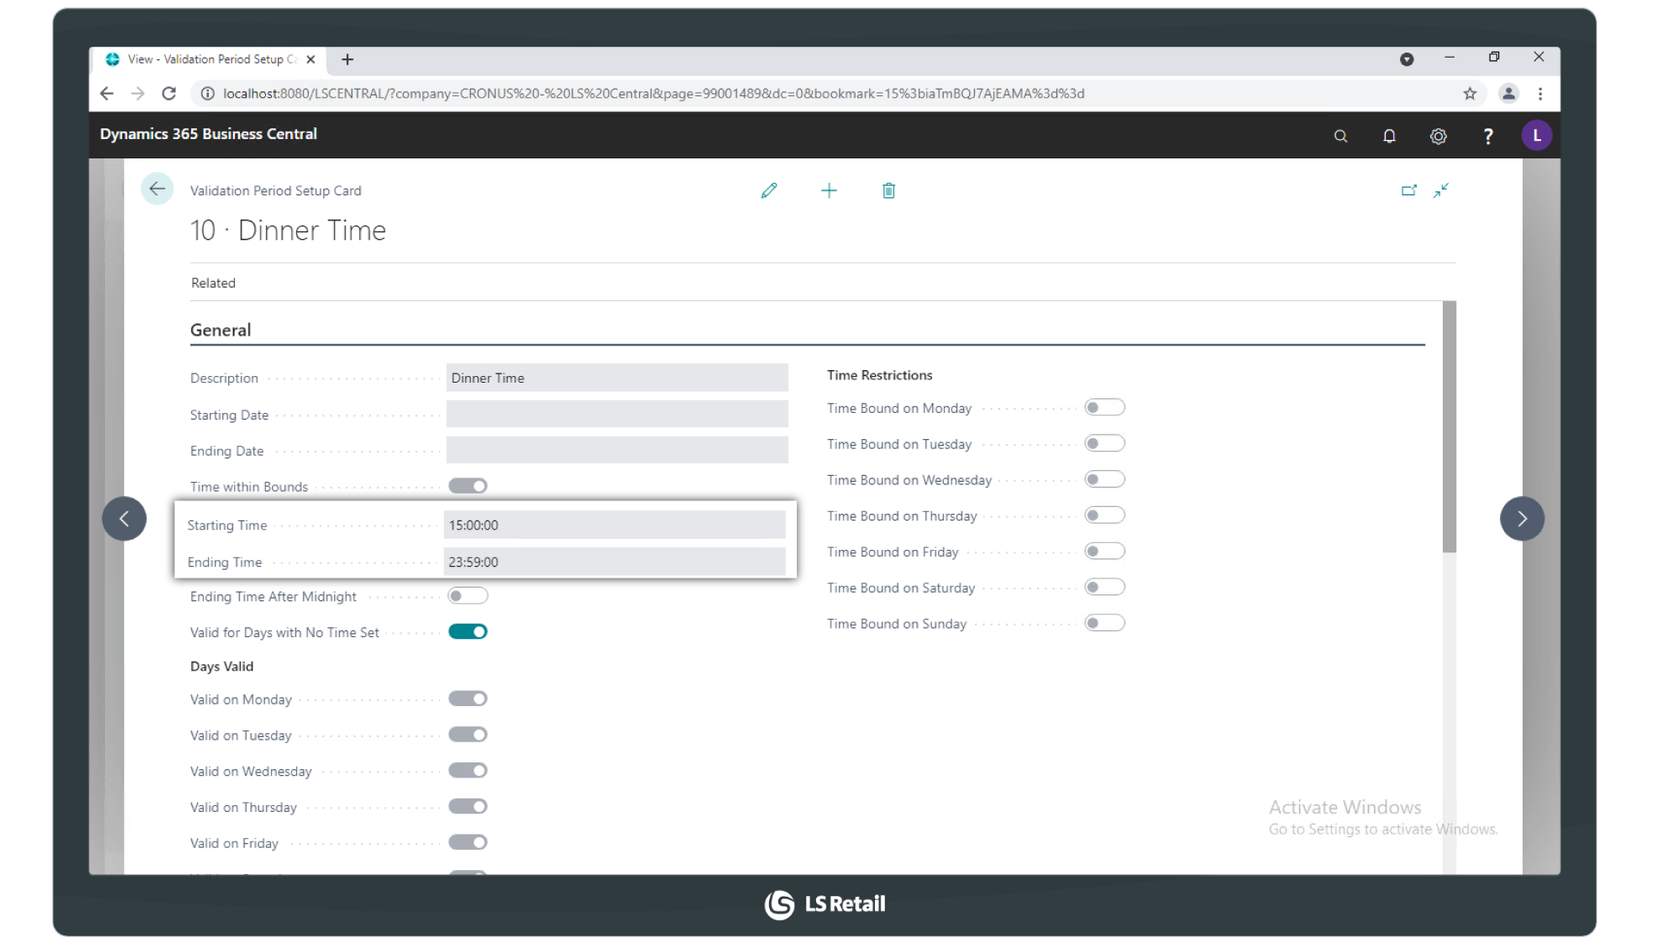 View - Validation Period Setup C
localhost:8080/LSCENTRAL/?company=CRONUS%20-%20LS%20Central&page=99001489&dc=0&bookmark=15%3biaTmBQJ7AjEAMA%3d%3d
Dynamics 365 Business Central
?
L
Validation Period Setup Card
10 · Dinner Time
Related
General
Description
Dinner Time
Starting Date
Ending Date
Time within Bounds
Starting Time
15:00:00
Ending Time
23:59:00
Ending Time After Midnight
Valid for Days with No Time Set
Days Valid
Valid on Monday
Valid on Tuesday
Valid on Wednesday
Valid on Thursday
Valid on Friday
Time Restrictions
Time Bound on Monday
Time Bound on Tuesday
Time Bound on Wednesday
Time Bound on Thursday
Time Bound on Friday
Time Bound on Saturday
Time Bound on Sunday
Activate Windows
Go to Settings to activate Windows.
LS Retail